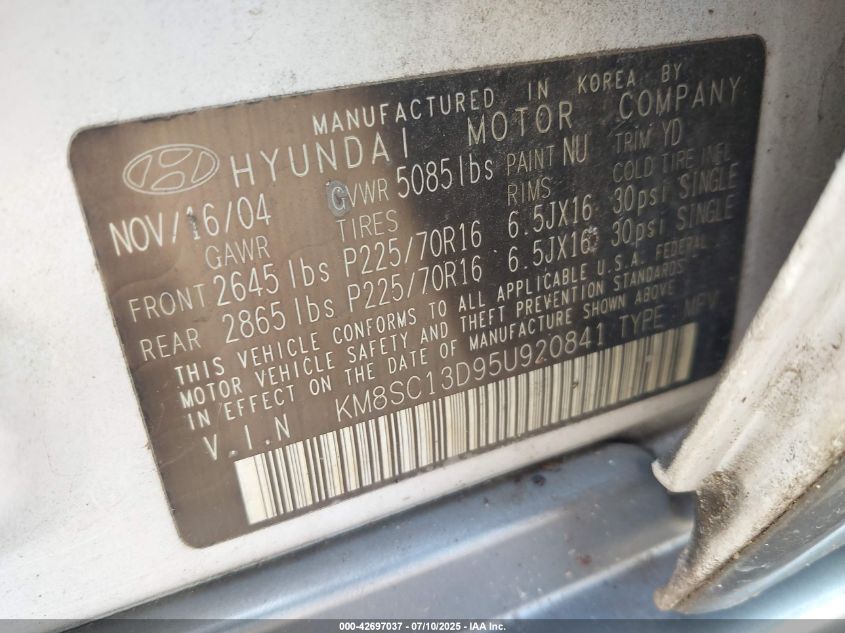 MANUFACTURED IN KOREA BY
HYUNDAI MOTOR COMPANY
NOV/16/04 GVWR 5085lbs PAINT NU TRIM YD
GAWR TIRES RIMS COLD TIRE INFL
FRONT 2645lbs P225/70R16 6.5JX16 30psi SINGLE
REAR 2865lbs P225/70R16 6.5JX16 30psi SINGLE
THIS VEHICLE CONFORMS TO ALL APPLICABLE U.S.A. FEDERAL
MOTOR VEHICLE SAFETY AND THEFT PREVENTION STANDARDS
IN EFFECT ON THE DATE OF MANUFACTURE SHOWN ABOVE
V.I.N KM8SC13D95U920841 TYPE : MPV
000-42697037 - 07/10/2025 - IAA Inc.